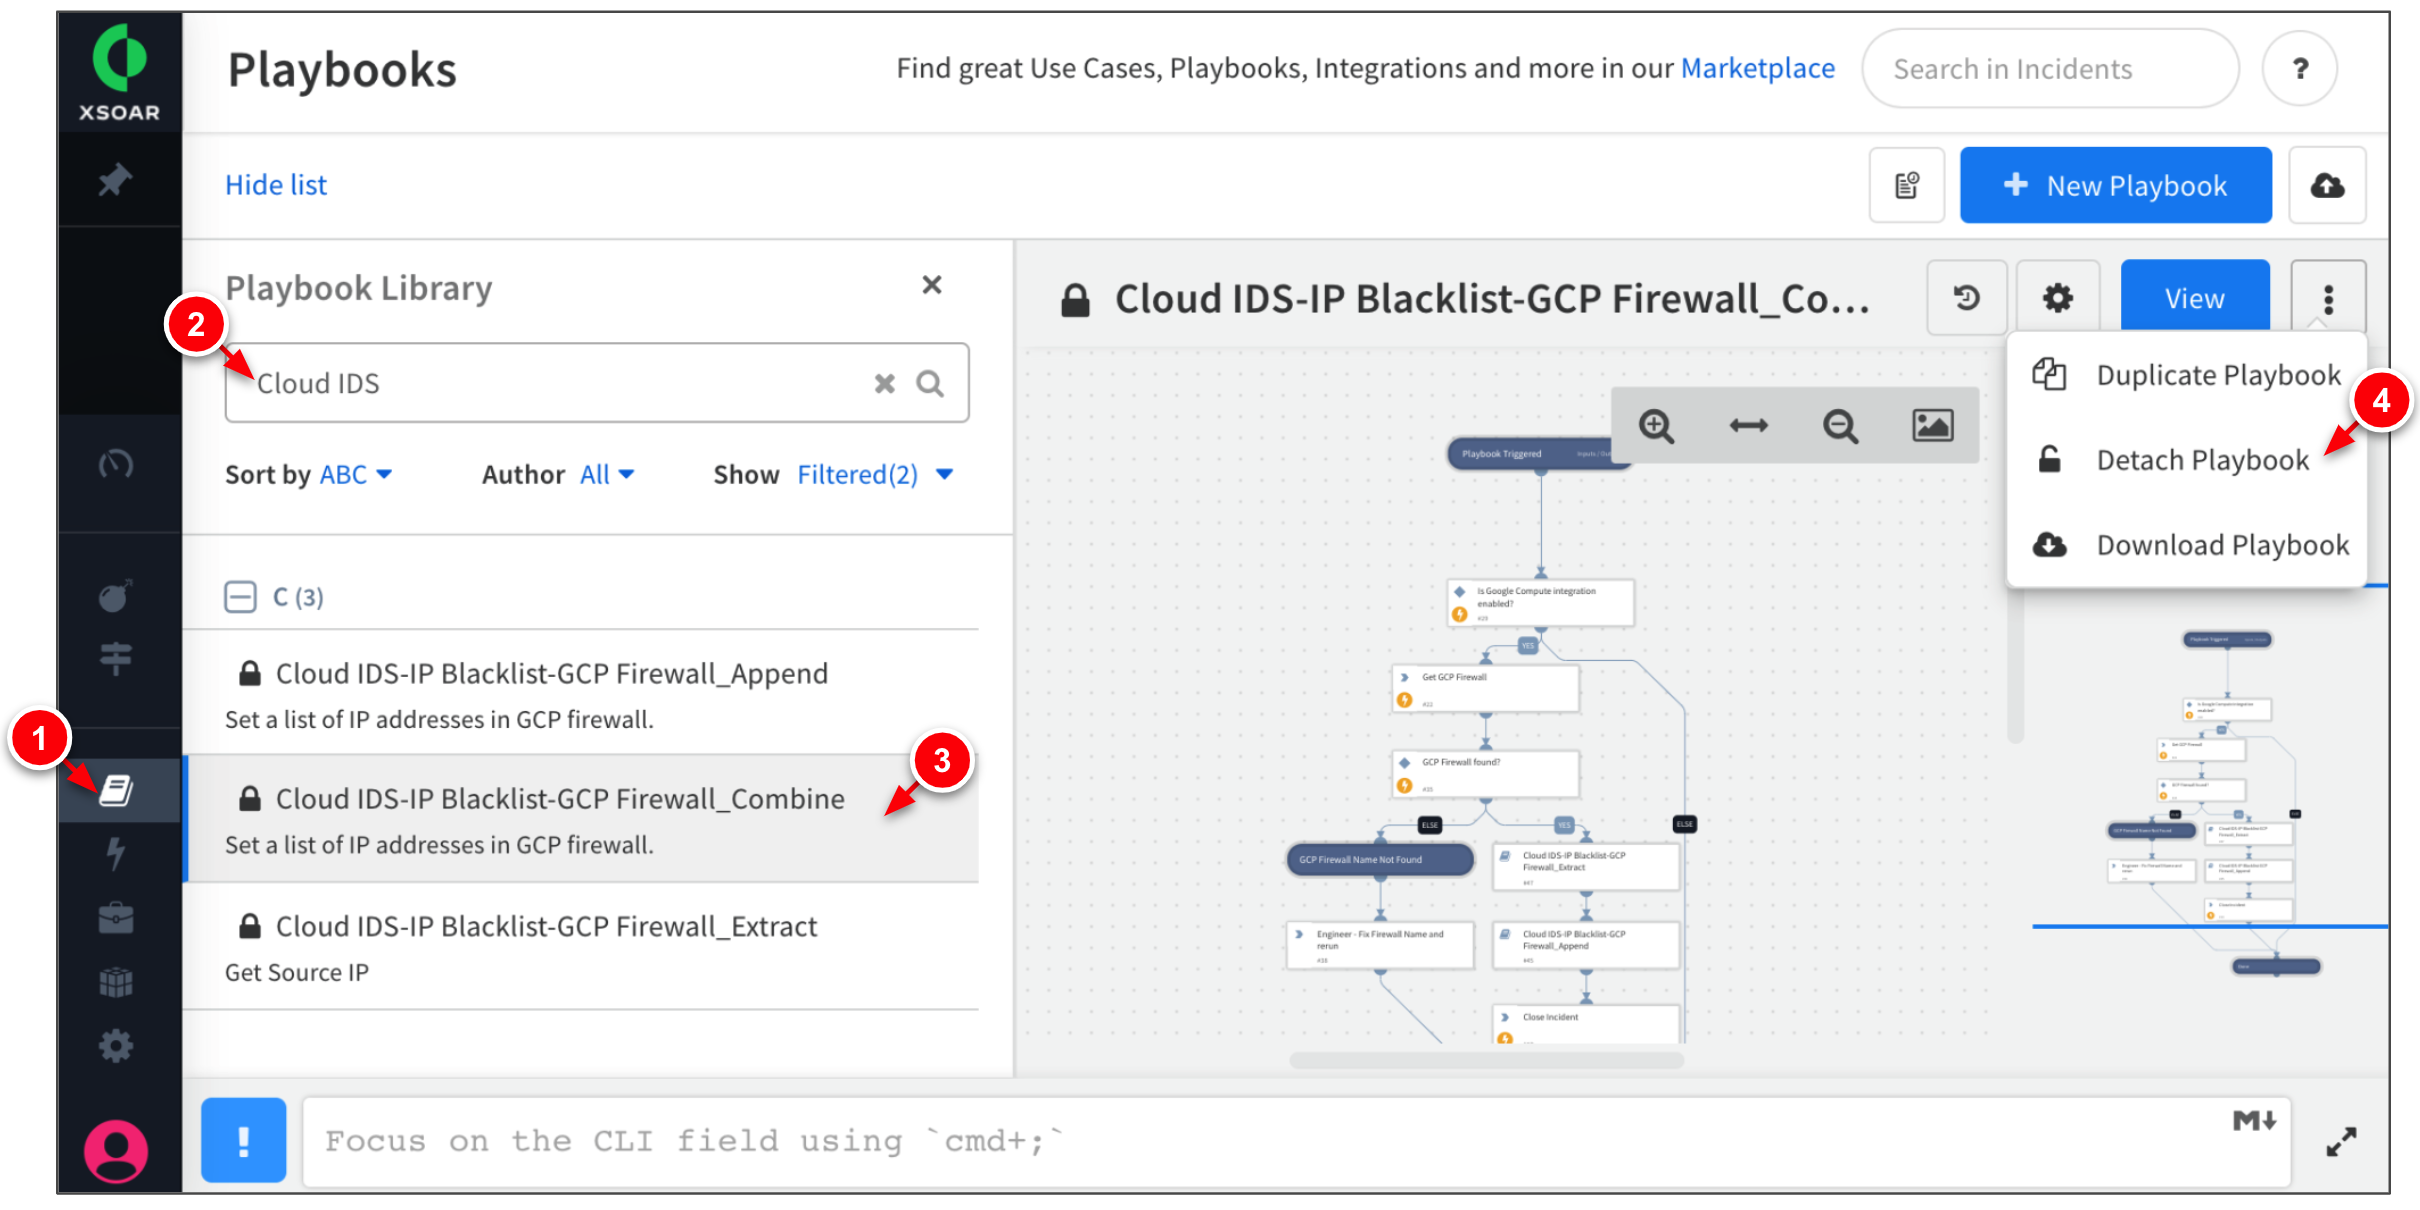 XSOAR
Playbooks
Find great Use Cases, Playbooks, Integrations and more in our Marketplace
Search in Incidents
?
Hide list
+ New Playbook
Playbook Library
2
Cloud IDS
Sort by ABC
Author All
Show Filtered(2)
C (3)
Cloud IDS-IP Blacklist-GCP Firewall_Append
Set a list of IP addresses in GCP firewall.
1
3
Cloud IDS-IP Blacklist-GCP Firewall_Combine
Set a list of IP addresses in GCP firewall.
Cloud IDS-IP Blacklist-GCP Firewall_Extract
Get Source IP
Cloud IDS-IP Blacklist-GCP Firewall_Co...
View
Duplicate Playbook
4
Detach Playbook
Download Playbook
Playbook Triggered
Inputs / Out
Is Google Compute integration
enabled?
YES
Get GCP Firewall
GCP Firewall found?
ELSE
YES
ELSE
GCP Firewall Name Not Found
Cloud IDS-IP Blacklist-GCP
Firewall_Extract
Engineer - Fix Firewall Name and
rerun
Cloud IDS-IP Blacklist-GCP
Firewall_Append
Close Incident
!
Focus on the CLI field using `cmd+;`
M